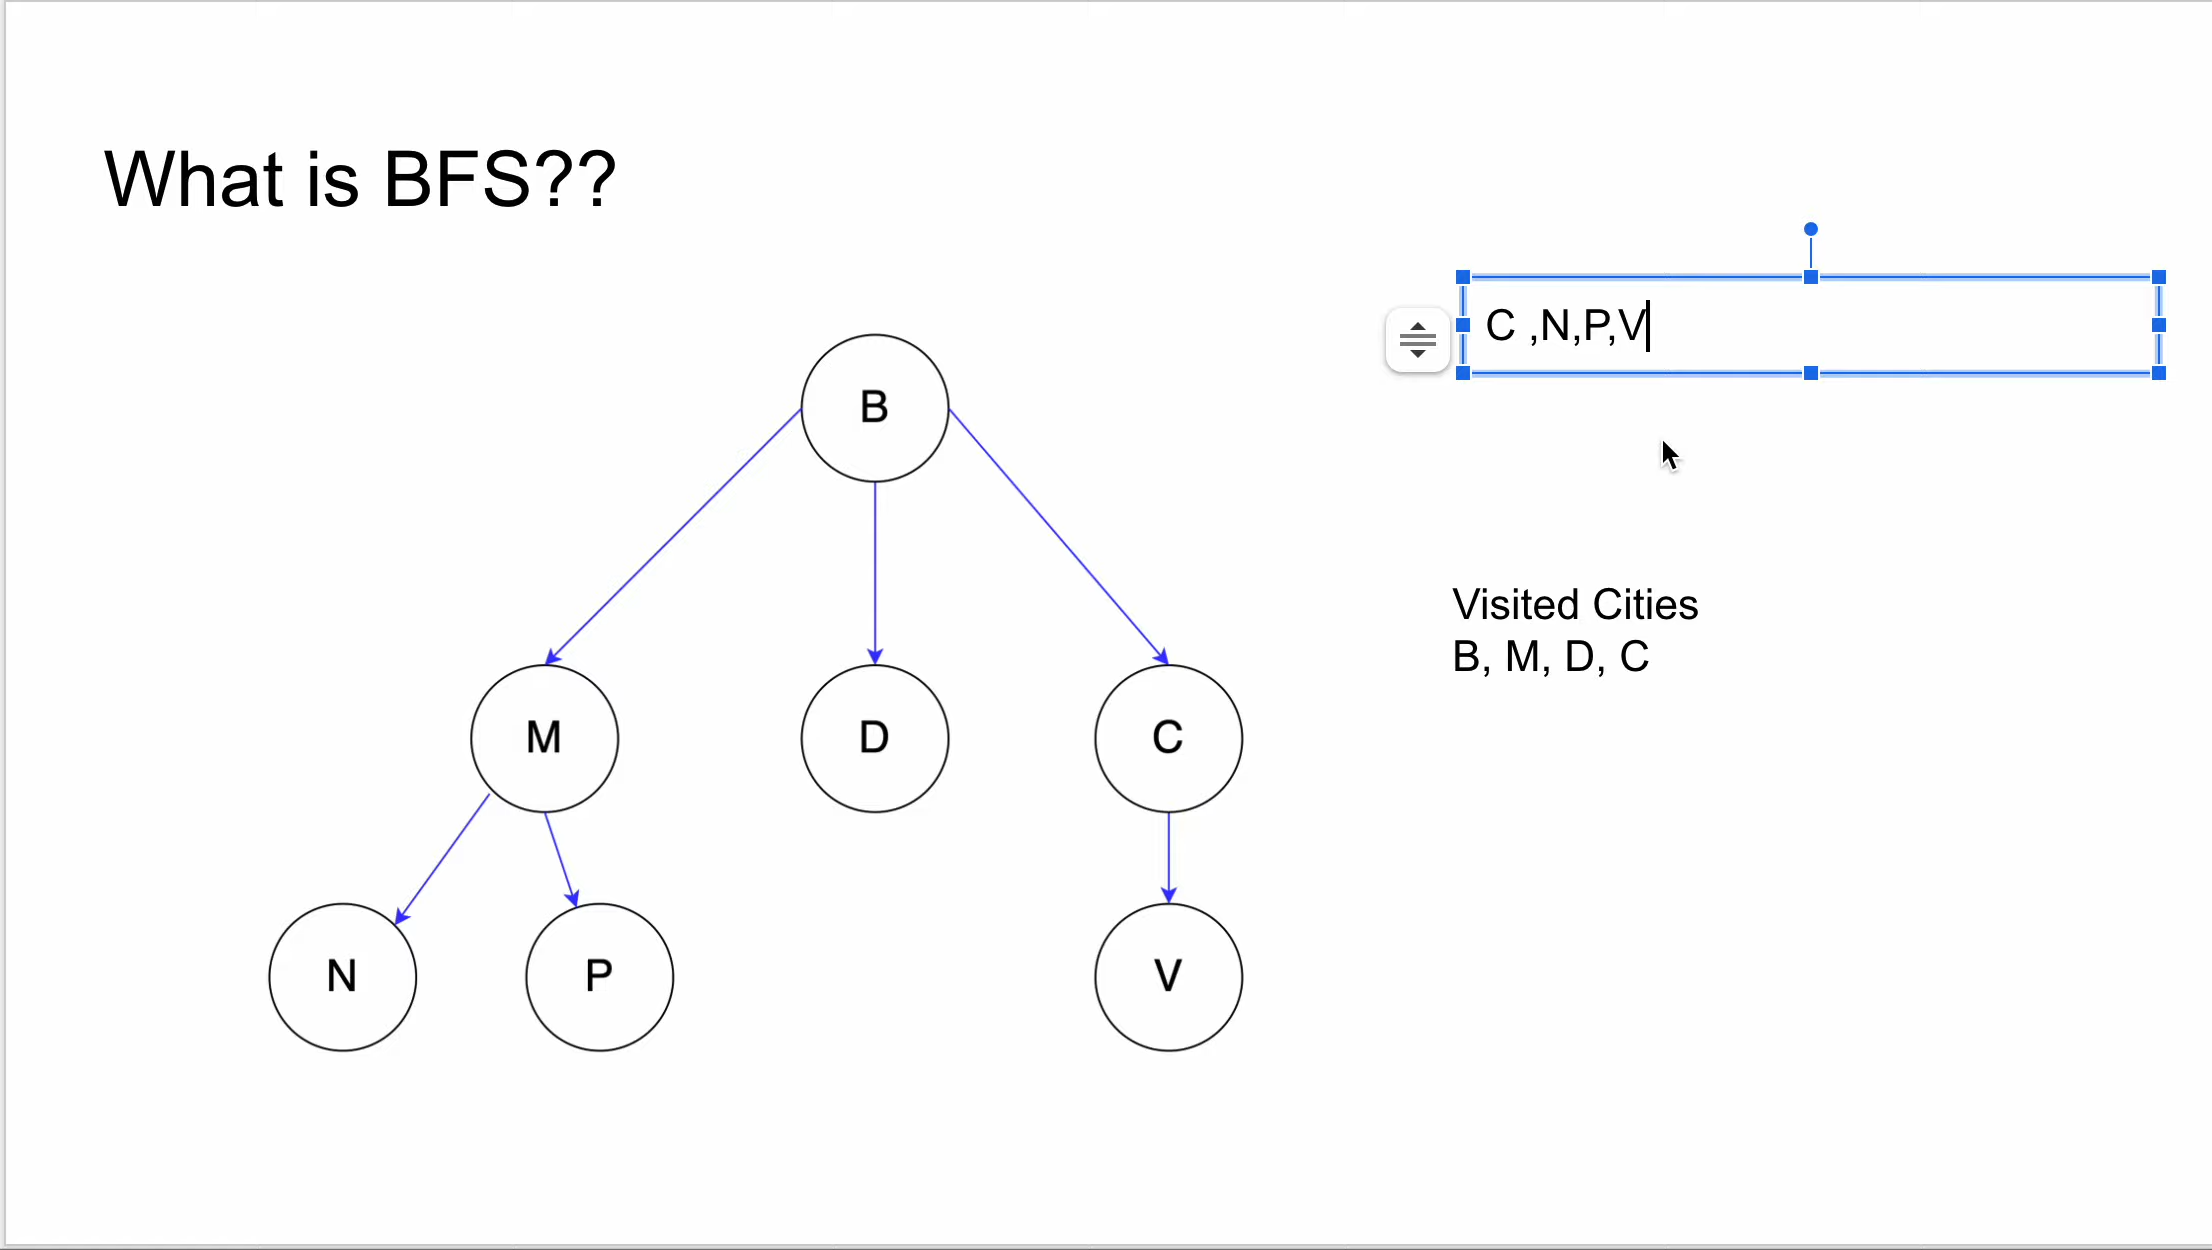 What is BFS??
C ,N,P,V
B
Visited Cities
B, M, D, C
M
D
C
N
P
V